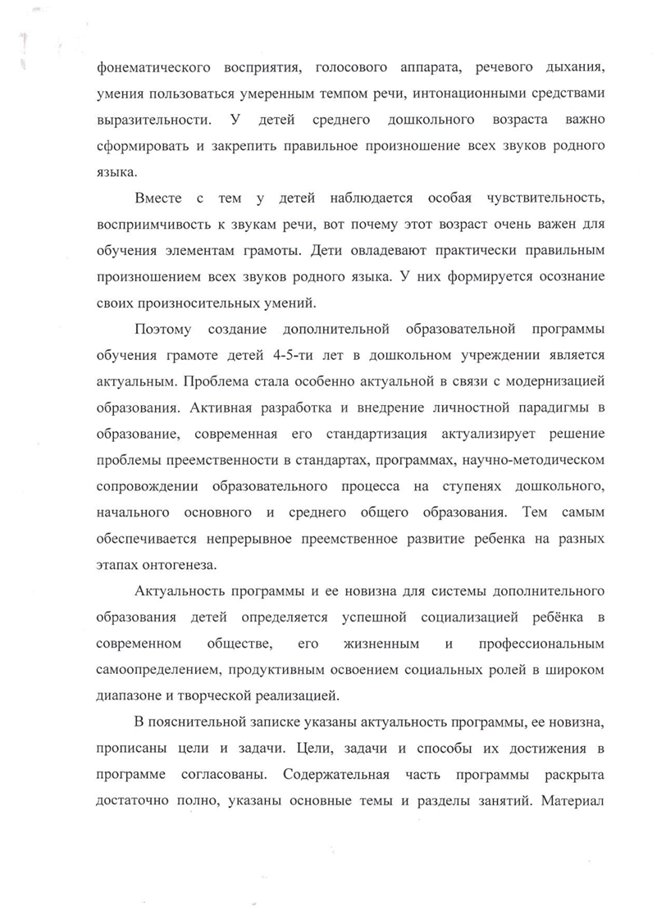 фонематического восприятия, голосового аппарата, речевого дыхания,
умения пользоваться умеренным темпом речи, интонационными средствами
выразительности. У детей среднего дошкольного возраста важно
сформировать и закрепить правильное произношение всех звуков родного
языка.
Вместе с тем у детей наблюдается особая чувствительность,
восприимчивость к звукам речи, вот почему этот возраст очень важен для
обучения элементам грамоты. Дети овладевают практически правильным
произношением всех звуков родного языка. У них формируется осознание
своих произносительных умений.
Поэтому создание дополнительной образовательной программы
обучения грамоте детей 4-5-ти лет в дошкольном учреждении является
актуальным. Проблема стала особенно актуальной в связи с модернизацией
образования. Активная разработка и внедрение личностной парадигмы в
образование, современная его стандартизация актуализирует решение
проблемы преемственности в стандартах, программах, научно-методическом
сопровождении образовательного процесса на ступенях дошкольного,
начального основного и среднего общего образования. Тем самым
обеспечивается непрерывное преемственное развитие ребенка на разных
этапах онтогенеза.
Актуальность программы и ее новизна для системы дополнительного
образования детей определяется успешной социализацией ребёнка в
современном обществе, его жизненным и профессиональным
самоопределением, продуктивным освоением социальных ролей в широком
диапазоне и творческой реализацией.
В пояснительной записке указаны актуальность программы, ее новизна,
прописаны цели и задачи. Цели, задачи и способы их достижения в
программе согласованы. Содержательная часть программы раскрыта
достаточно полно, указаны основные темы и разделы занятий. Материал